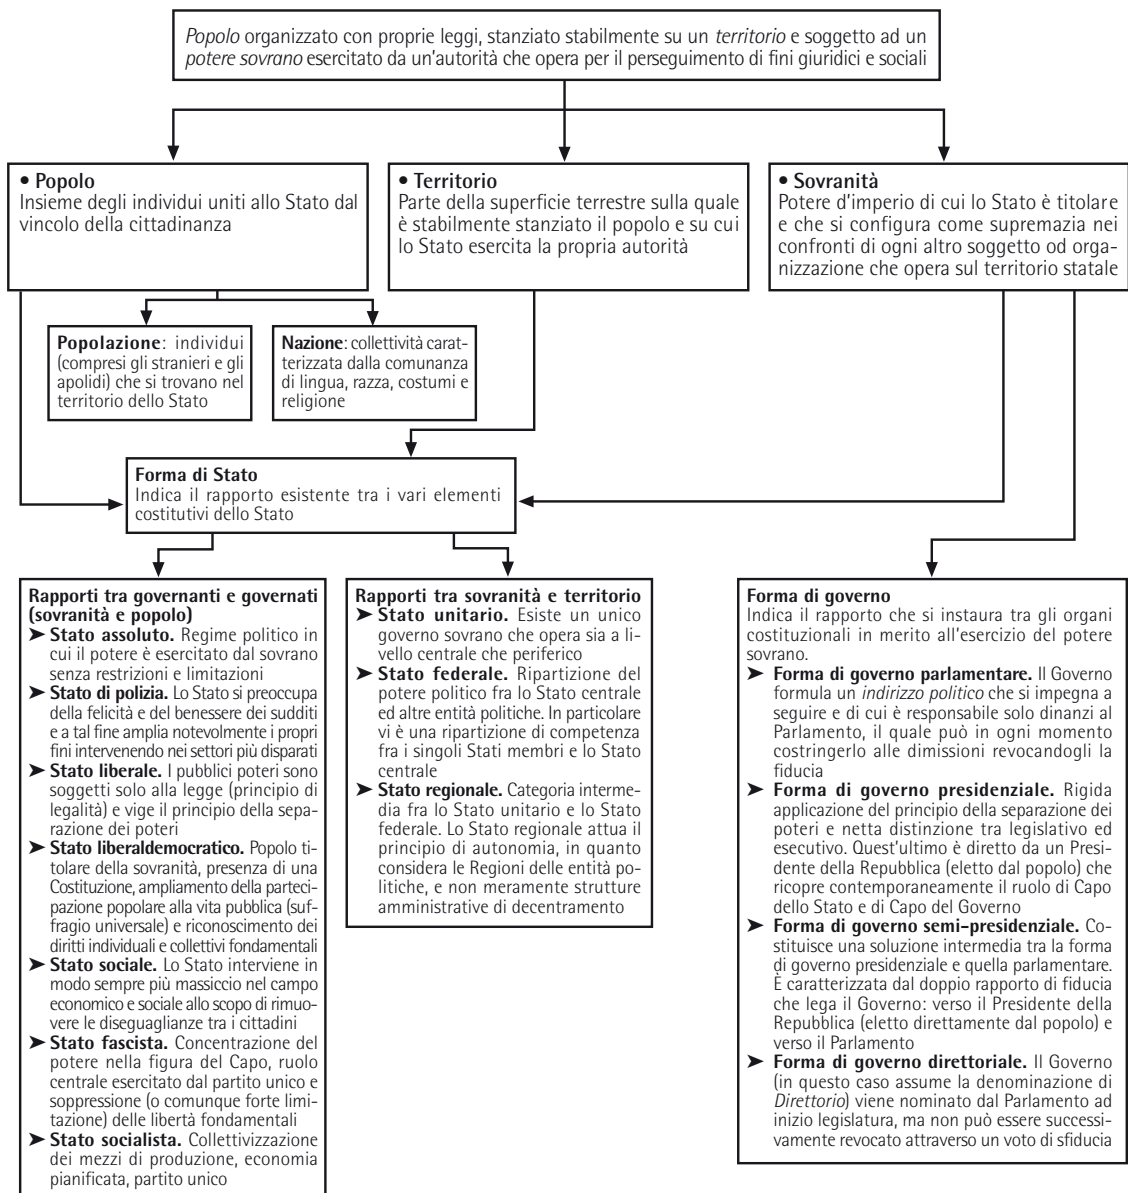 Popolo organizzato con proprie leggi, stanziato stabilmente su un territorio e soggetto ad un
potere sovrano esercitato da un'autorità che opera per il perseguimento di fini giuridici e sociali
• Popolo
Insieme degli individui uniti allo Stato dal
vincolo della cittadinanza
• Territorio
Parte della superficie terrestre sulla quale
è stabilmente stanziato il popolo e su cui
lo Stato esercita la propria autorità
• Sovranità
Potere d'imperio di cui lo Stato è titolare
e che si configura come supremazia nei
confronti di ogni altro soggetto od orga-
nizzazione che opera sul territorio statale
Popolazione: individui
(compresi gli stranieri e gli
apolidi) che si trovano nel
territorio dello Stato
Nazione: collettività carat-
terizzata dalla comunanza
di lingua, razza, costumi e
religione
Forma di Stato
Indica il rapporto esistente tra i vari elementi
costitutivi dello Stato
Rapporti tra governanti e governati
(sovranità e popolo)
➤ Stato assoluto. Regime politico in
cui il potere è esercitato dal sovrano
senza restrizioni e limitazioni
➤ Stato di polizia. Lo Stato si preoccupa
della felicità e del benessere dei sudditi
e a tal fine amplia notevolmente i propri
fini intervenendo nei settori più disparati
➤ Stato liberale. I pubblici poteri sono
soggetti solo alla legge (principio di
legalità) e vige il principio della sepa-
razione dei poteri
➤ Stato liberaldemocratico. Popolo ti-
tolare della sovranità, presenza di una
Costituzione, ampliamento della parteci-
pazione popolare alla vita pubblica (suf-
fragio universale) e riconoscimento dei
diritti individuali e collettivi fondamentali
➤ Stato sociale. Lo Stato interviene in
modo sempre più massiccio nel campo
economico e sociale allo scopo di rimuo-
vere le diseguaglianze tra i cittadini
➤ Stato fascista. Concentrazione del
potere nella figura del Capo, ruolo
centrale esercitato dal partito unico e
soppressione (o comunque forte limi-
tazione) delle libertà fondamentali
➤ Stato socialista. Collettivizzazione
dei mezzi di produzione, economia
pianificata, partito unico
Rapporti tra sovranità e territorio
➤ Stato unitario. Esiste un unico
governo sovrano che opera sia a li-
vello centrale che periferico
➤ Stato federale. Ripartizione del
potere politico fra lo Stato centrale
ed altre entità politiche. In particolare
vi è una ripartizione di competenza
fra i singoli Stati membri e lo Stato
centrale
➤ Stato regionale. Categoria interme-
dia fra lo Stato unitario e lo Stato
federale. Lo Stato regionale attua il
principio di autonomia, in quanto
considera le Regioni delle entità po-
litiche, e non meramente strutture
amministrative di decentramento
Forma di governo
Indica il rapporto che si instaura tra gli organi
costituzionali in merito all'esercizio del potere
sovrano.
➤ Forma di governo parlamentare. Il Governo
formula un indirizzo politico che si impegna a
seguire e di cui è responsabile solo dinanzi al
Parlamento, il quale può in ogni momento
costringerlo alle dimissioni revocandogli la
fiducia
➤ Forma di governo presidenziale. Rigida
applicazione del principio della separazione dei
poteri e netta distinzione tra legislativo ed
esecutivo. Quest'ultimo è diretto da un Presi-
dente della Repubblica (eletto dal popolo) che
ricopre contemporaneamente il ruolo di Capo
dello Stato e di Capo del Governo
➤ Forma di governo semi-presidenziale. Co-
stituisce una soluzione intermedia tra la forma
di governo presidenziale e quella parlamentare.
È caratterizzata dal doppio rapporto di fiducia
che lega il Governo: verso il Presidente della
Repubblica (eletto direttamente dal popolo) e
verso il Parlamento
➤ Forma di governo direttoriale. Il Governo
(in questo caso assume la denominazione di
Direttorio) viene nominato dal Parlamento ad
inizio legislatura, ma non può essere successi-
vamente revocato attraverso un voto di sfiducia